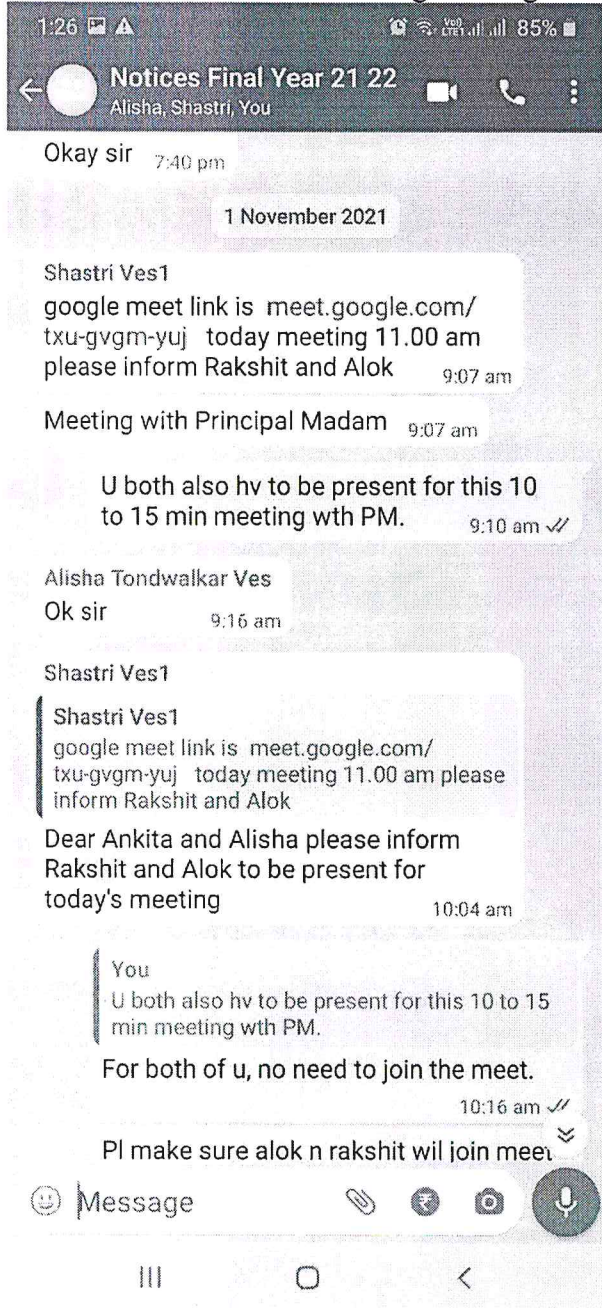 1:26 85%
Notices Final Year 21 22
Alisha, Shastri, You
Okay sir 7:40 pm
1 November 2021
Shastri Ves1
google meet link is meet.google.com/
txu-gvgm-yuj today meeting 11.00 am
please inform Rakshit and Alok 9:07 am
Meeting with Principal Madam 9:07 am
U both also hv to be present for this 10
to 15 min meeting wth PM. 9:10 am
Alisha Tondwalkar Ves
Ok sir 9:16 am
Shastri Ves1
Shastri Ves1
google meet link is meet.google.com/
txu-gvgm-yuj today meeting 11.00 am please
inform Rakshit and Alok
Dear Ankita and Alisha please inform
Rakshit and Alok to be present for
today's meeting 10:04 am
You
U both also hv to be present for this 10 to 15
min meeting wth PM.
For both of u, no need to join the meet.
10:16 am
Pl make sure alok n rakshit wil join meet
Message